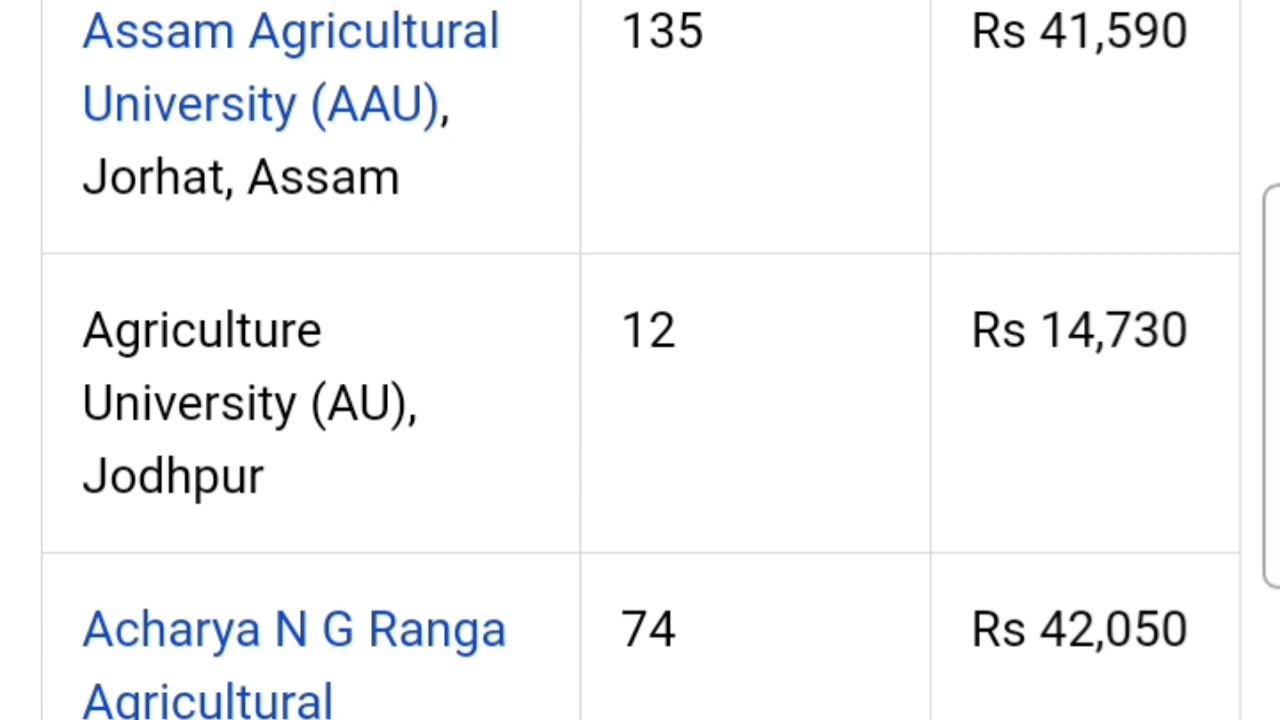 Assam Agricultural 135 Rs 41,590
University (AAU),
Jorhat, Assam
Agriculture 12 Rs 14,730
University (AU),
Jodhpur
Acharya N G Ranga 74 Rs 42,050
Agricultural